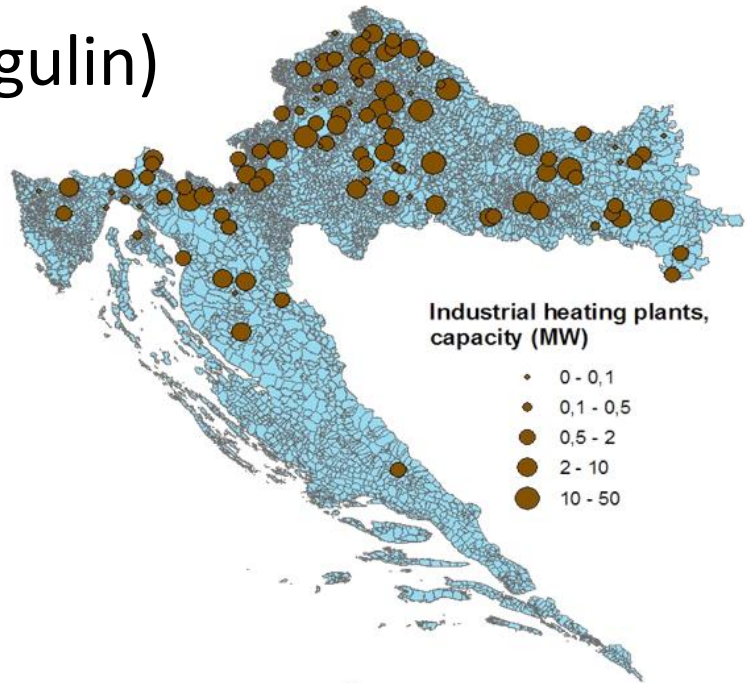 gulin)
Industrial heating plants,
capacity (MW)
0 - 0,1
0,1 - 0,5
0,5 - 2
2 - 10
10 - 50